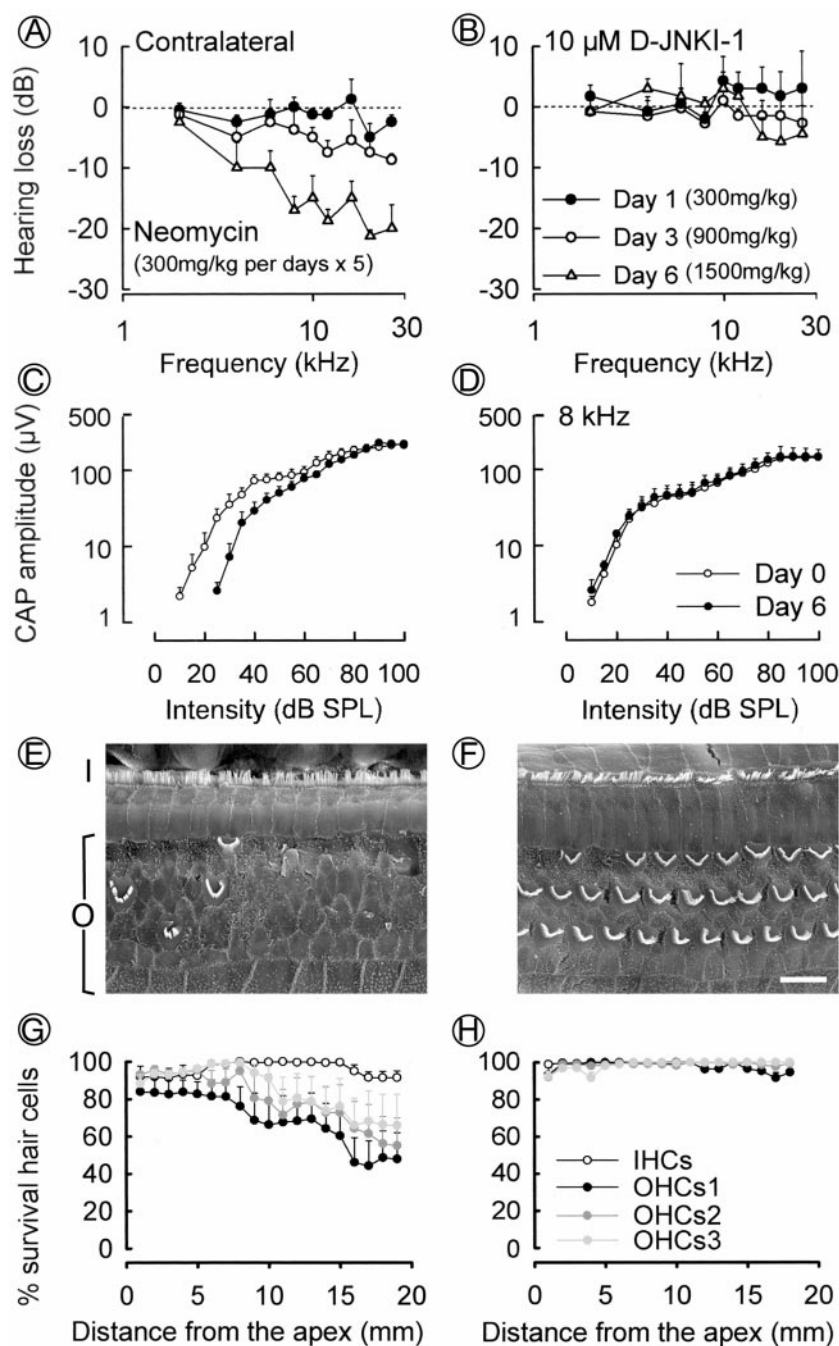 A
Contralateral
10
0
-10
-20
-30
Hearing loss (dB)
Neomycin
(300mg/kg per days x 5)
1
10
30
Frequency (kHz)
B
10 µM D-JNKI-1
10
0
-10
-20
-30
Day 1 (300mg/kg)
Day 3 (900mg/kg)
Day 6 (1500mg/kg)
1
10
30
Frequency (kHz)
C
500
100
10
1
CAP amplitude (µV)
0 20 40 60 80 100
Intensity (dB SPL)
D
8 kHz
500
100
10
1
Day 0
Day 6
0 20 40 60 80 100
Intensity (dB SPL)
E
I
O
F
G
100
80
60
40
20
0
% survival hair cells
0 5 10 15 20
Distance from the apex (mm)
H
100
80
60
40
20
0
IHCs
OHCs1
OHCs2
OHCs3
0 5 10 15 20
Distance from the apex (mm)